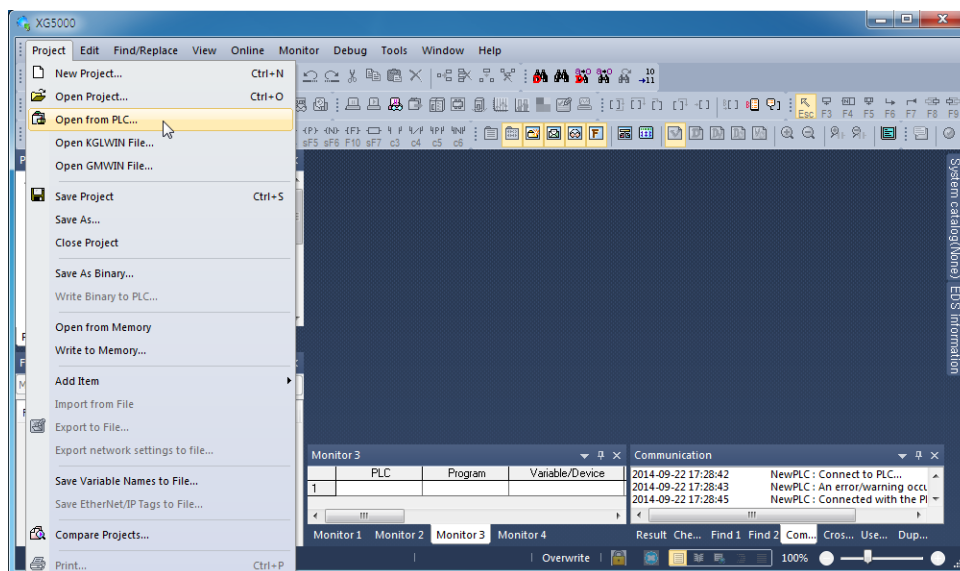 XG5000
Project Edit Find/Replace View Online Monitor Debug Tools Window Help
New Project... Ctrl+N
Open Project... Ctrl+O
Open from PLC...
Open KGLWIN File...
Open GMWIN File...
Save Project Ctrl+S
Save As...
Close Project
Save As Binary...
Write Binary to PLC...
Open from Memory
Write to Memory...
Add Item
Import from File
Export to File...
Export network settings to file...
Save Variable Names to File...
Save EtherNet/IP Tags to File...
Compare Projects...
Print... Ctrl+P
Esc F3 F4 F5 F6 F7 F8 F9
sF5 sF6 F10 sF7 c3 c4 c5 c6
System catalog(None)
EDS information
Monitor 3
PLC Program Variable/Device
1
Monitor 1 Monitor 2 Monitor 3 Monitor 4
Communication
2014-09-22 17:28:42 NewPLC : Connect to PLC...
2014-09-22 17:28:43 NewPLC : An error/warning occu
2014-09-22 17:28:45 NewPLC : Connected with the Pl
Result Che... Find 1 Find 2 Com... Cros... Use... Dup...
Overwrite 100%